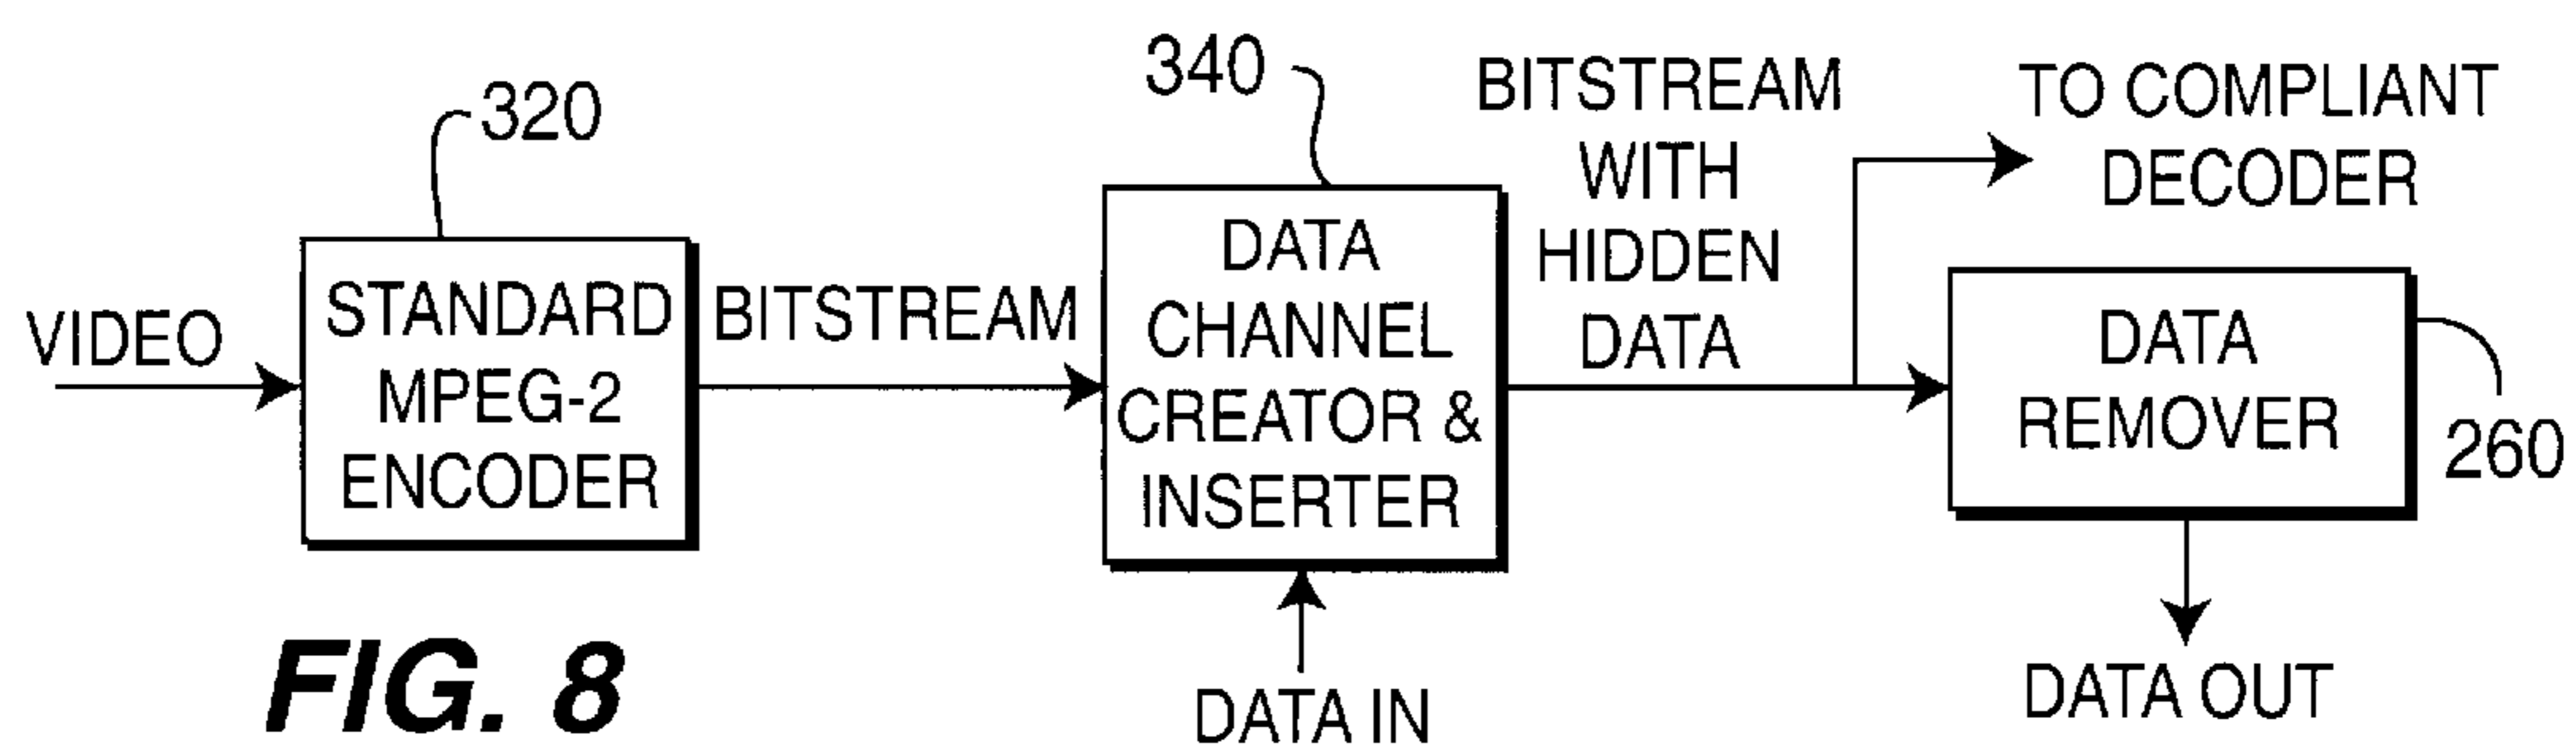 VIDEO
320
STANDARD
MPEG-2
ENCODER
BITSTREAM
340
DATA
CHANNEL
CREATOR &
INSERTER
DATA IN
BITSTREAM
WITH
HIDDEN
DATA
TO COMPLIANT
DECODER
DATA
REMOVER
260
DATA OUT
FIG. 8